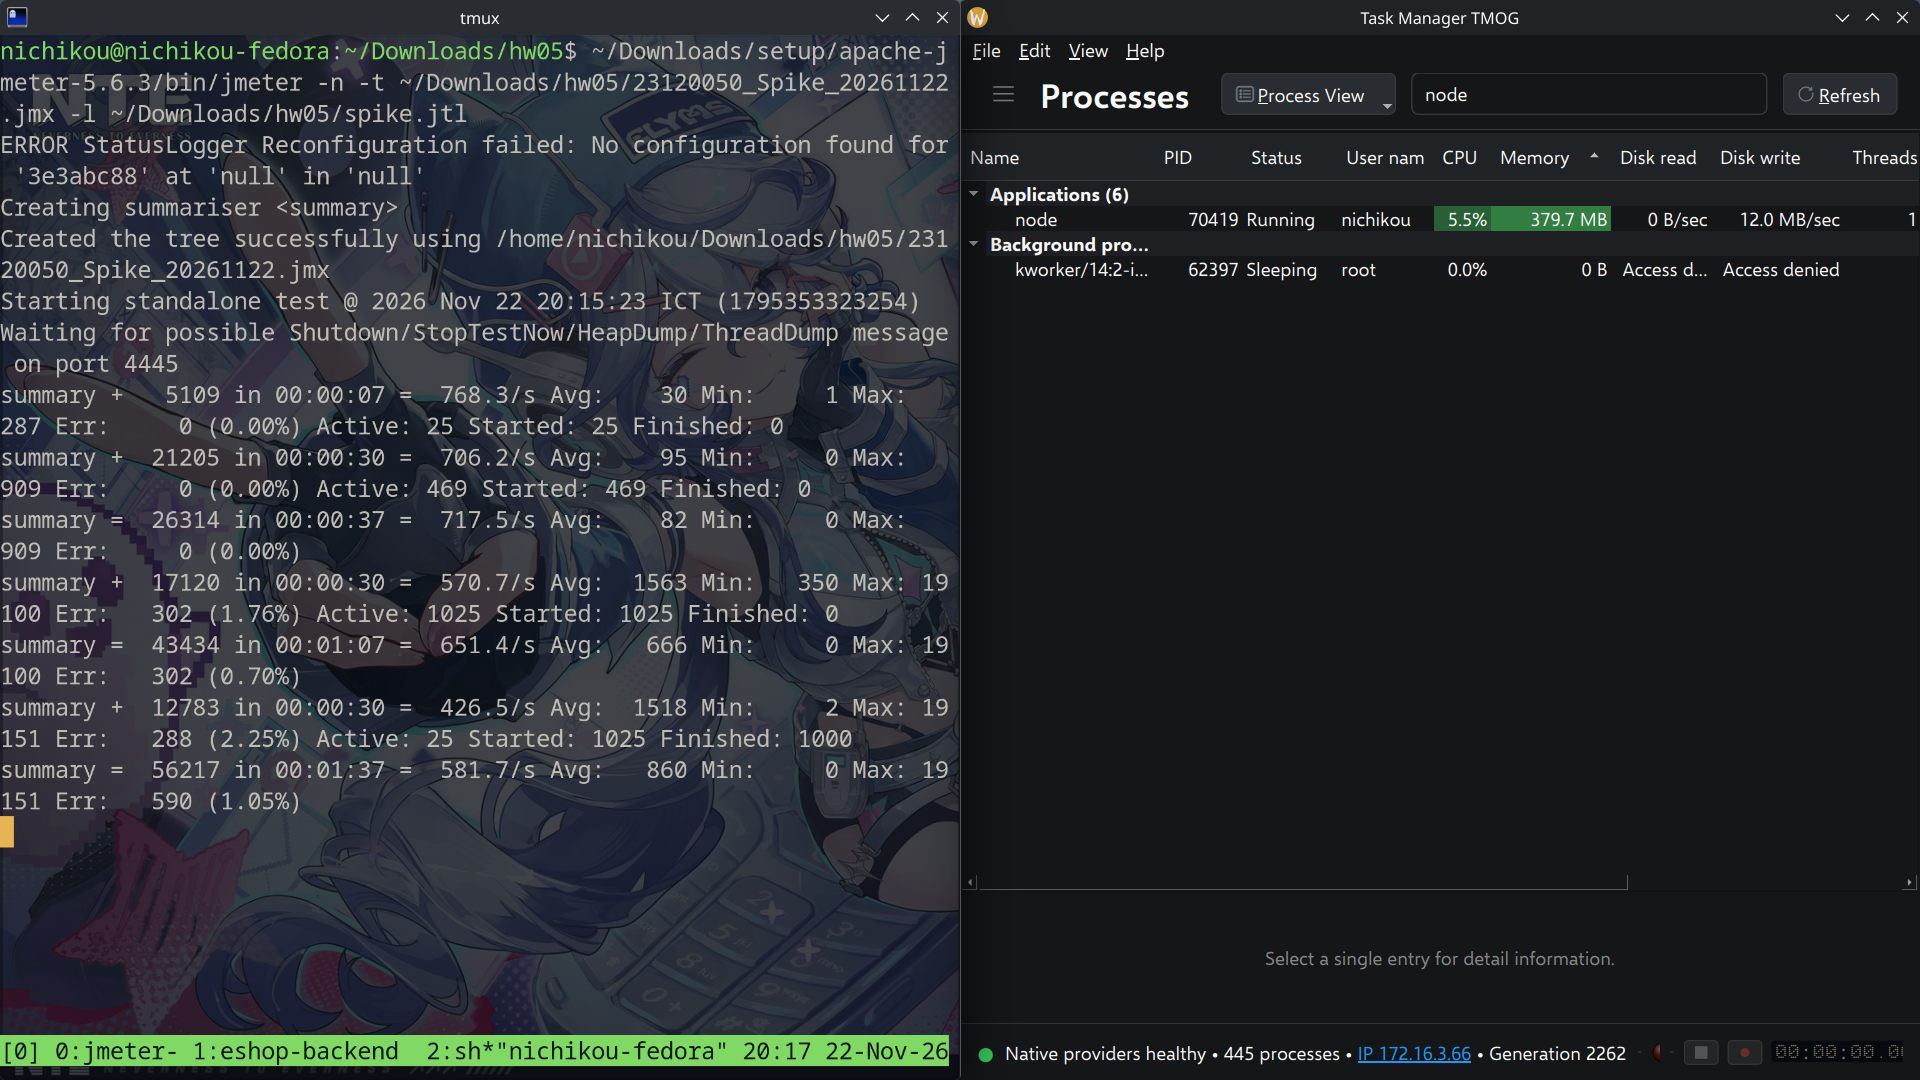 tmux
nichikou@nichikou-fedora:~/Downloads/hw05$ ~/Downloads/setup/apache-j
meter-5.6.3/bin/jmeter -n -t ~/Downloads/hw05/23120050_Spike_20261122
.jmx -l ~/Downloads/hw05/spike.jtl
ERROR StatusLogger Reconfiguration failed: No configuration found for
'3e3abc88' at 'null' in 'null'
Creating summariser <summary>
Created the tree successfully using /home/nichikou/Downloads/hw05/231
20050_Spike_20261122.jmx
Starting standalone test @ 2026 Nov 22 20:15:23 ICT (1795353323254)
Waiting for possible Shutdown/StopTestNow/HeapDump/ThreadDump message
on port 4445
summary +   5109 in 00:00:07 =  768.3/s Avg:    30 Min:     1 Max:
287 Err:     0 (0.00%) Active: 25 Started: 25 Finished: 0
summary +  21205 in 00:00:30 =  706.2/s Avg:    95 Min:     0 Max:
909 Err:     0 (0.00%) Active: 469 Started: 469 Finished: 0
summary =  26314 in 00:00:37 =  717.5/s Avg:    82 Min:     0 Max:
909 Err:     0 (0.00%)
summary +  17120 in 00:00:30 =  570.7/s Avg:  1563 Min:   350 Max: 19
100 Err:   302 (1.76%) Active: 1025 Started: 1025 Finished: 0
summary =  43434 in 00:01:07 =  651.4/s Avg:   666 Min:     0 Max: 19
100 Err:   302 (0.70%)
summary +  12783 in 00:00:30 =  426.5/s Avg:  1518 Min:     2 Max: 19
151 Err:   288 (2.25%) Active: 25 Started: 1025 Finished: 1000
summary =  56217 in 00:01:37 =  581.7/s Avg:   860 Min:     0 Max: 19
151 Err:   590 (1.05%)
[0] 0:jmeter- 1:eshop-backend  2:sh*"nichikou-fedora" 20:17 22-Nov-26
Task Manager TMOG
File Edit View Help
Processes Process View node Refresh
Name PID Status User nam CPU Memory Disk read Disk write Threads
Applications (6)
node 70419 Running nichikou 5.5% 379.7 MB 0 B/sec 12.0 MB/sec 1
Background pro...
kworker/14:2-i... 62397 Sleeping root 0.0% 0 B Access d... Access denied
Select a single entry for detail information.
Native providers healthy • 445 processes • IP 172.16.3.66 • Generation 2262 00:00:00.0